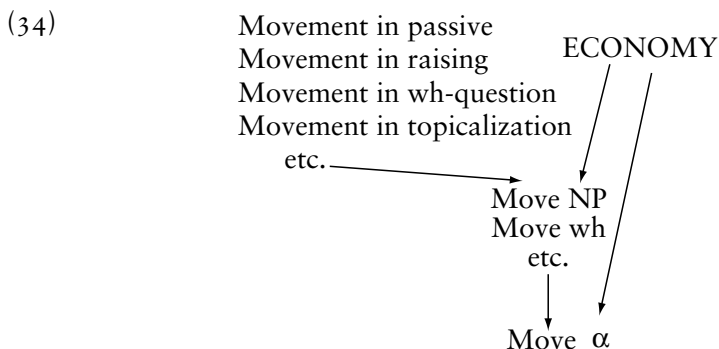 (34)
Movement in passive
ECONOMY
Movement in raising
Movement in wh-question
Movement in topicalization
etc.
Move NP
Move wh
etc.
Move α